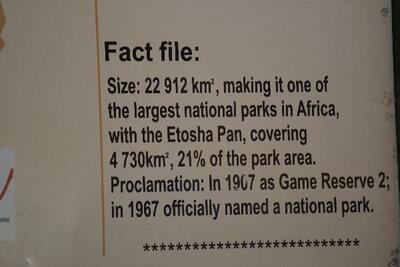 Fact file:
Size: 22 912 km², making it one of
the largest national parks in Africa,
with the Etosha Pan, covering
4 730km², 21% of the park area.
Proclamation: In 1907 as Game Reserve 2;
in 1967 officially named a national park.
***************************